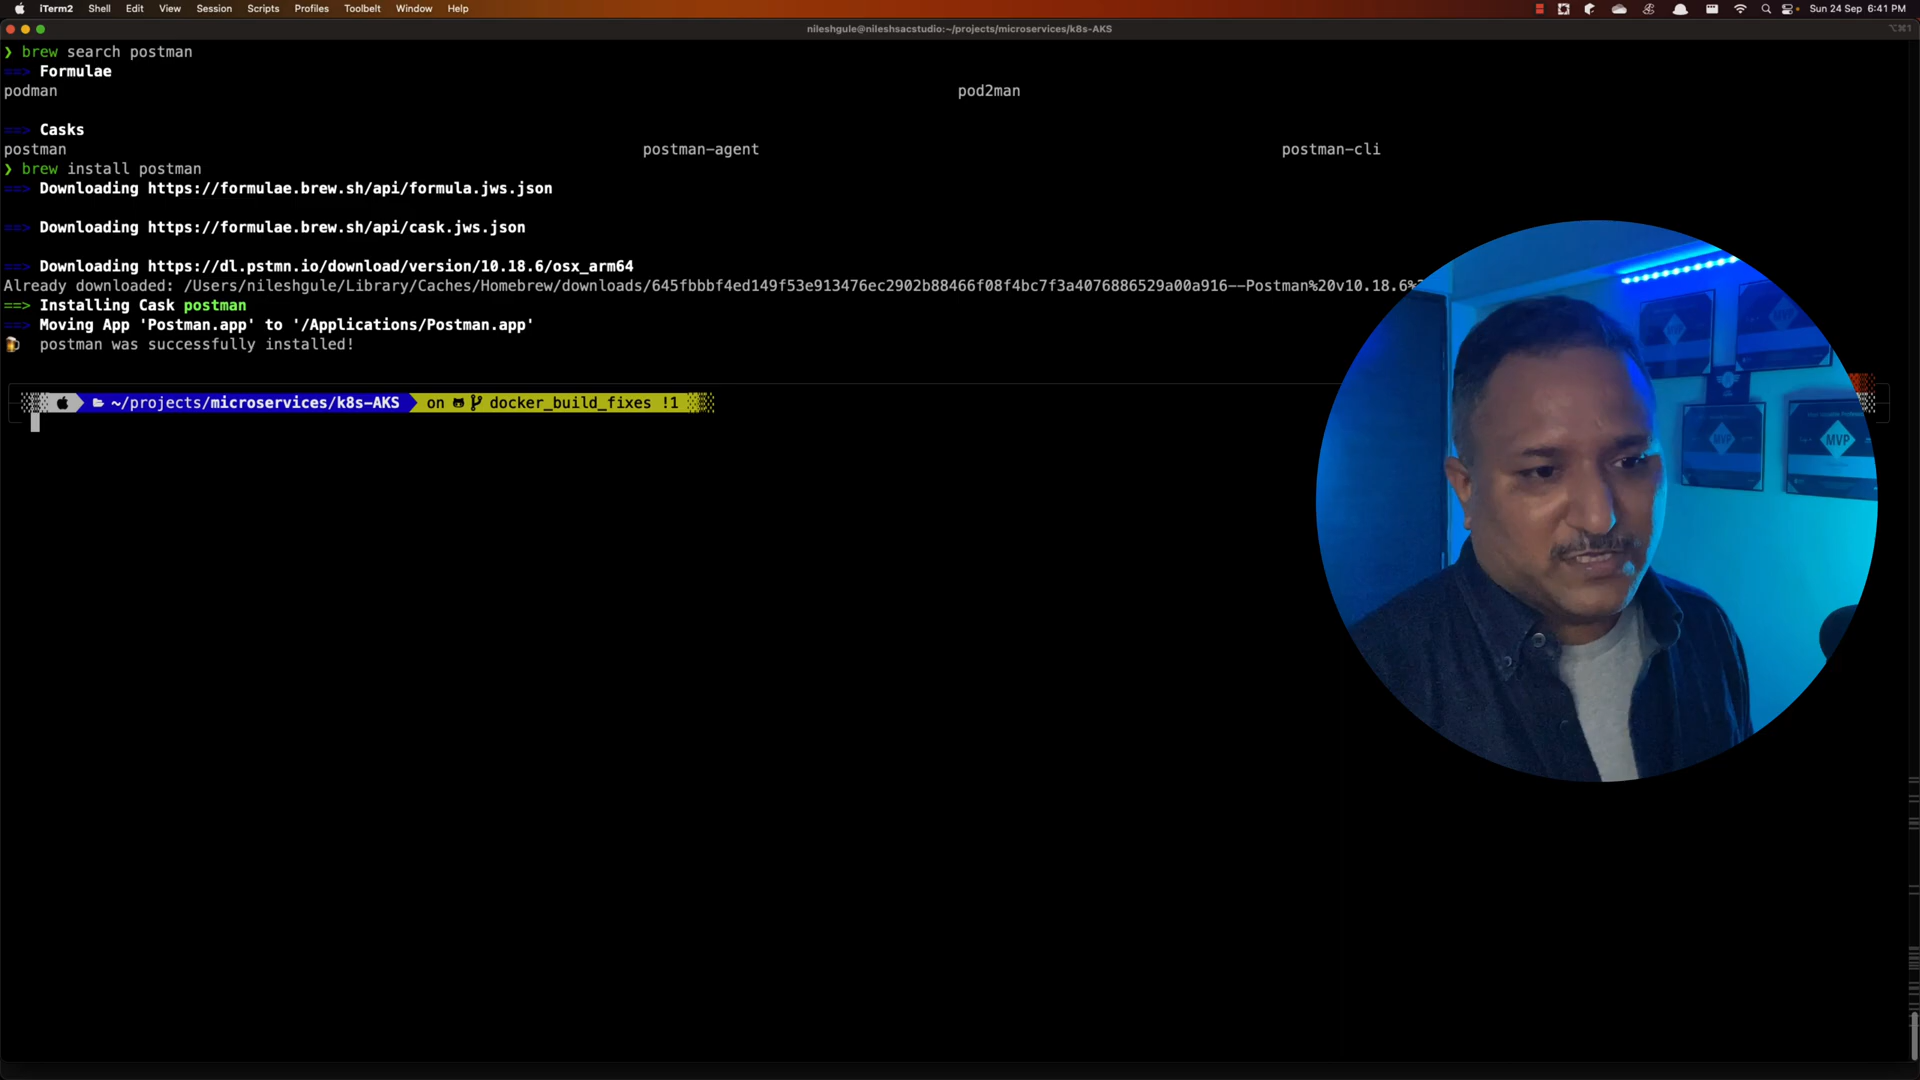 iTerm2 Shell Edit View Session Scripts Profiles Toolbelt Window Help Sun 24 Sep 6:41 PM
nileshgule@nileshsacstudio:~/projects/microservices/k8s-AKS ⌥⌘1
❯ brew search postman
==> Formulae
podman pod2man
==> Casks
postman postman-agent postman-cli
❯ brew install postman
==> Downloading https://formulae.brew.sh/api/formula.jws.json
==> Downloading https://formulae.brew.sh/api/cask.jws.json
==> Downloading https://dl.pstmn.io/download/version/10.18.6/osx_arm64
Already downloaded: /Users/nileshgule/Library/Caches/Homebrew/downloads/645fbbbf4ed149f53e913476ec2902b88466f08f4bc7f3a4076886529a00a916--Postman%20v10.18.6%
==> Installing Cask postman
==> Moving App 'Postman.app' to '/Applications/Postman.app'
🍺 postman was successfully installed!
~/projects/microservices/k8s-AKS on docker_build_fixes !1
MVP
MVP